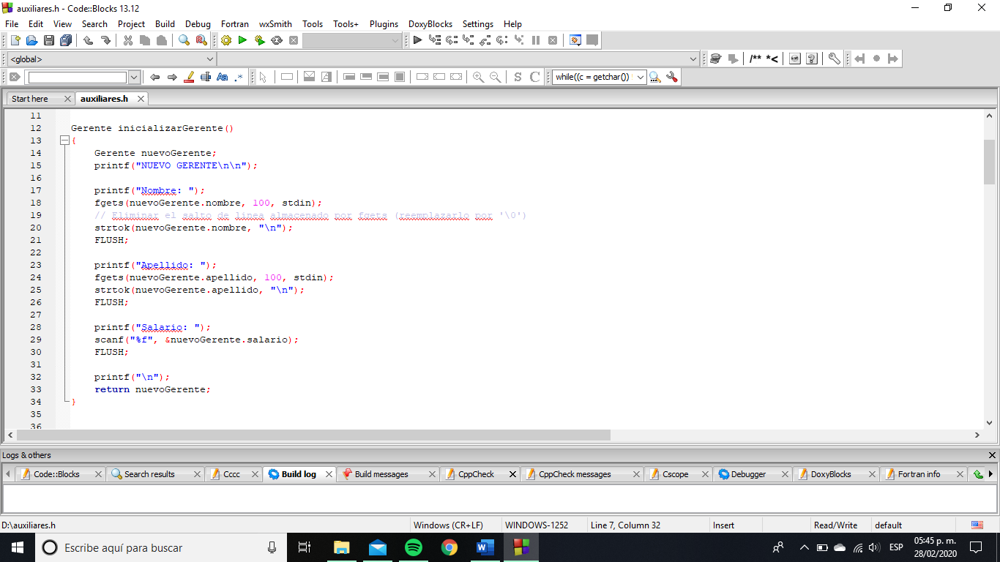 auxiliares.h - Code::Blocks 13.12
File Edit View Search Project Build Debug Fortran wxSmith Tools Tools+ Plugins DoxyBlocks Settings Help
<global>
/** *<
Aa .*
S C
while((c = getchar())
Start here
auxiliares.h
11
12 Gerente inicializarGerente()
13 {
14 Gerente nuevoGerente;
15 printf("NUEVO GERENTE\n\n");
16
17 printf("Nombre: ");
18 fgets(nuevoGerente.nombre, 100, stdin);
19 // Eliminar el salto de linea almacenado por fgets (reemplazarlo por '\0')
20 strtok(nuevoGerente.nombre, "\n");
21 FLUSH;
22
23 printf("Apellido: ");
24 fgets(nuevoGerente.apellido, 100, stdin);
25 strtok(nuevoGerente.apellido, "\n");
26 FLUSH;
27
28 printf("Salario: ");
29 scanf("%f", &nuevoGerente.salario);
30 FLUSH;
31
32 printf("\n");
33 return nuevoGerente;
34 }
35
36
Logs & others
Code::Blocks Search results Cccc Build log Build messages CppCheck CppCheck messages Cscope Debugger DoxyBlocks Fortran info
D:\auxiliares.h Windows (CR+LF) WINDOWS-1252 Line 7, Column 32 Insert Read/Write default
Escribe aquí para buscar
ESP
05:45 p. m.
28/02/2020